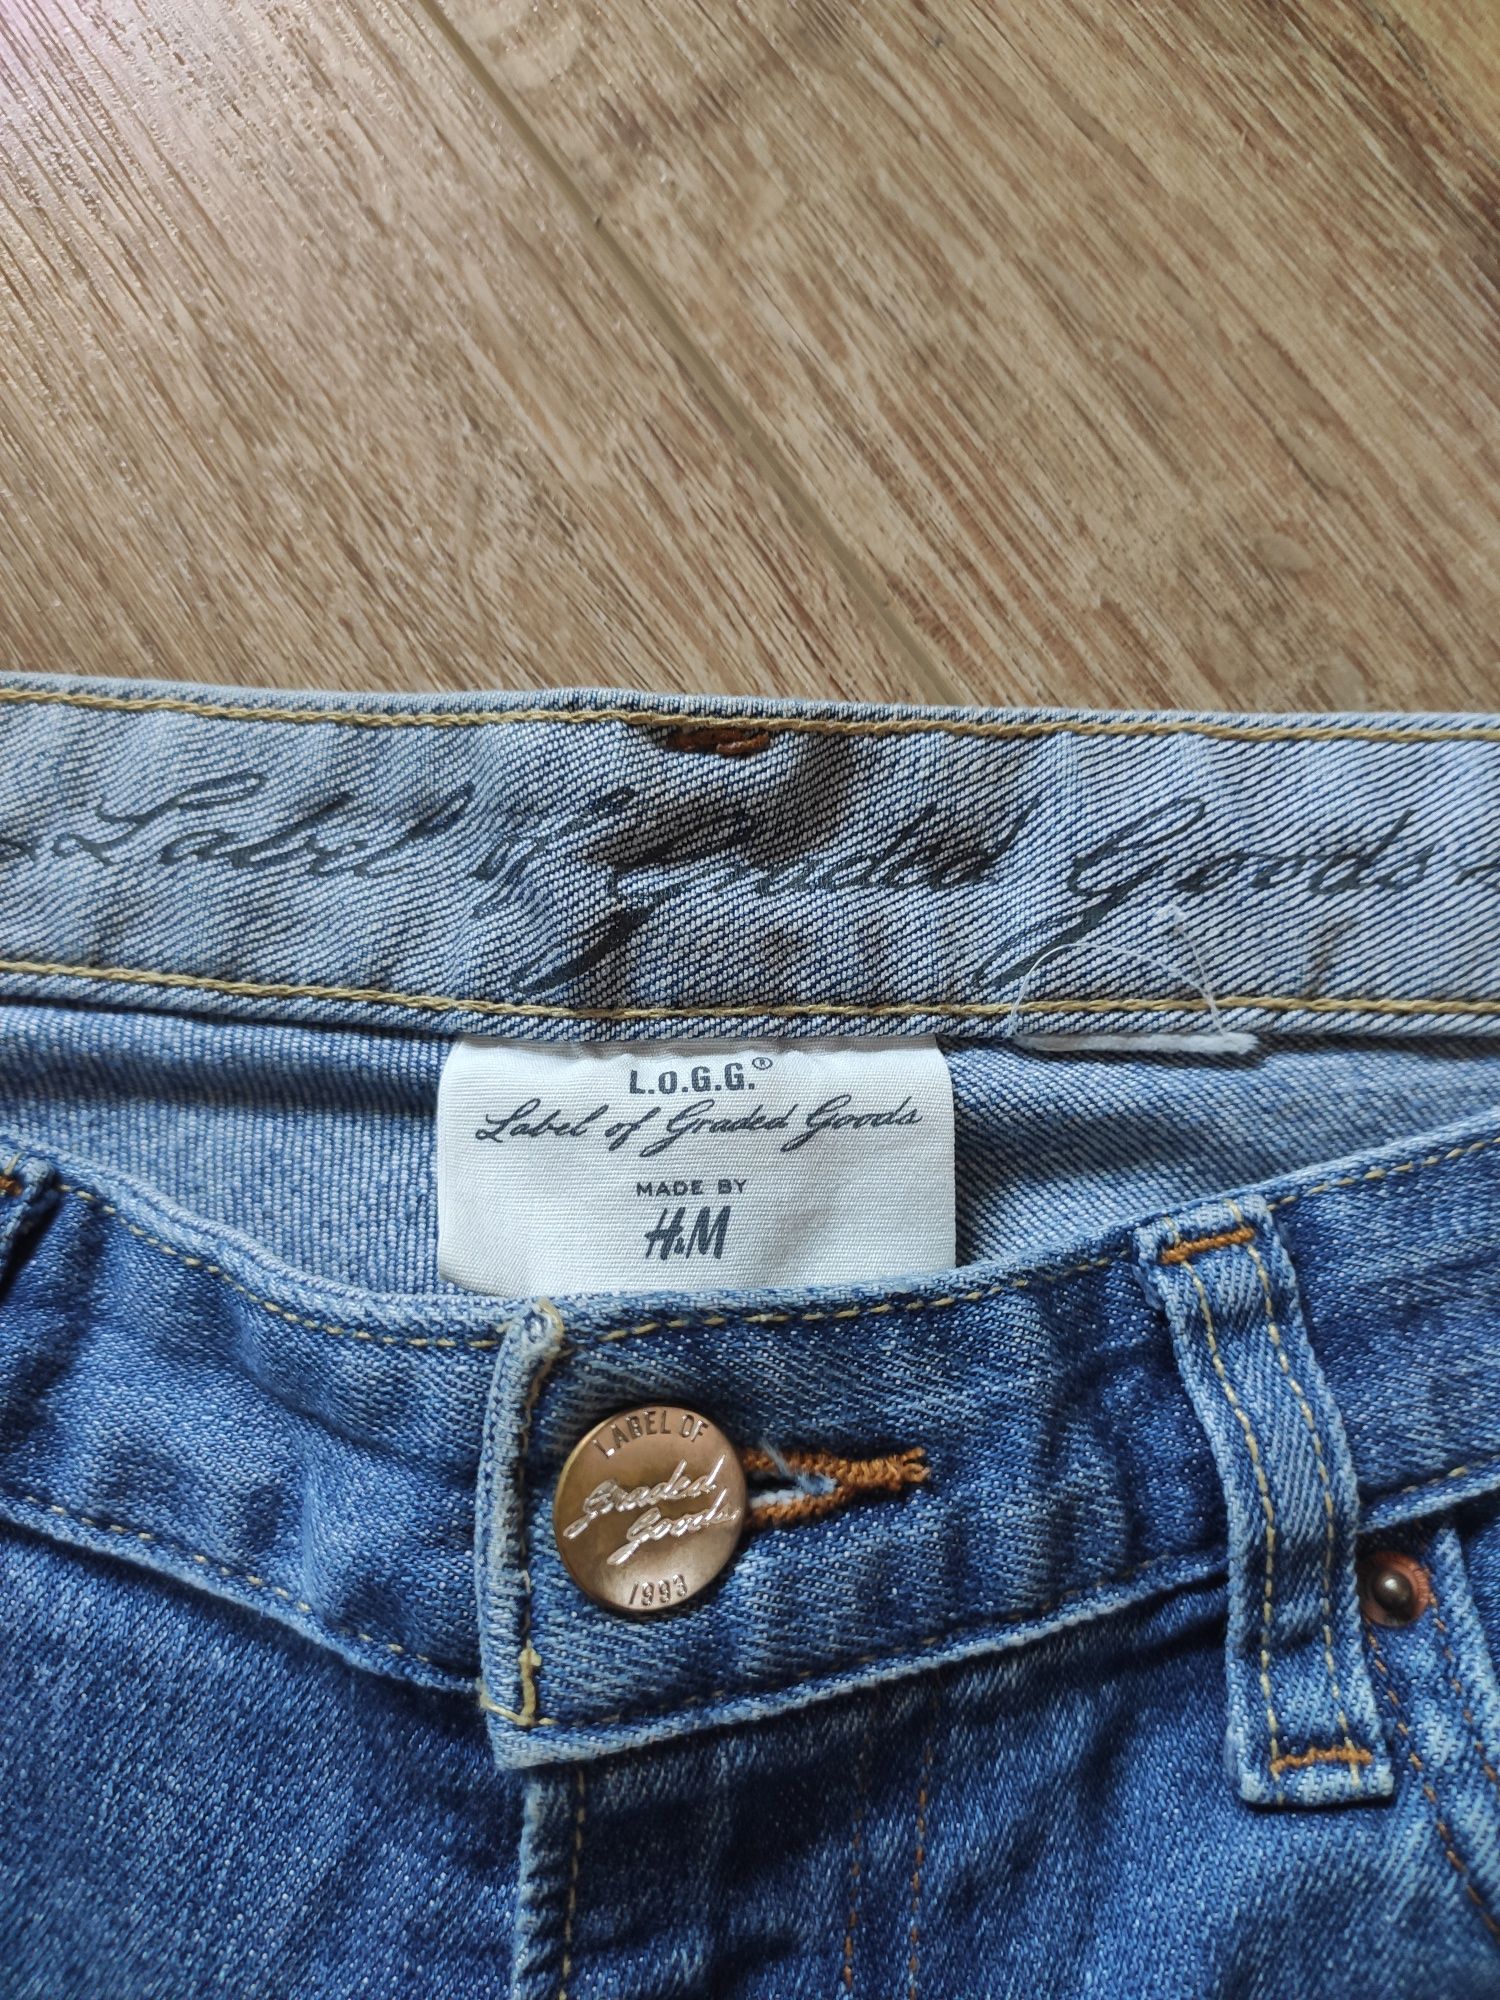 Label of Graded Goods
L.O.G.G.®
Label of Graded Goods
MADE BY
H&M
LABEL OF
Graded
Goods
1993